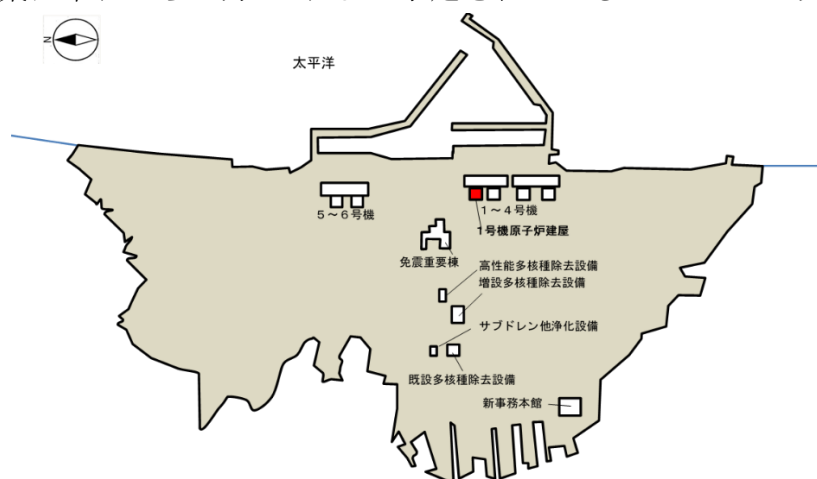 N
太平洋
5～6号機
1～4号機
1号機原子炉建屋
免震重要棟
高性能多核種除去設備
増設多核種除去設備
サブドレン他浄化設備
既設多核種除去設備
新事務本館